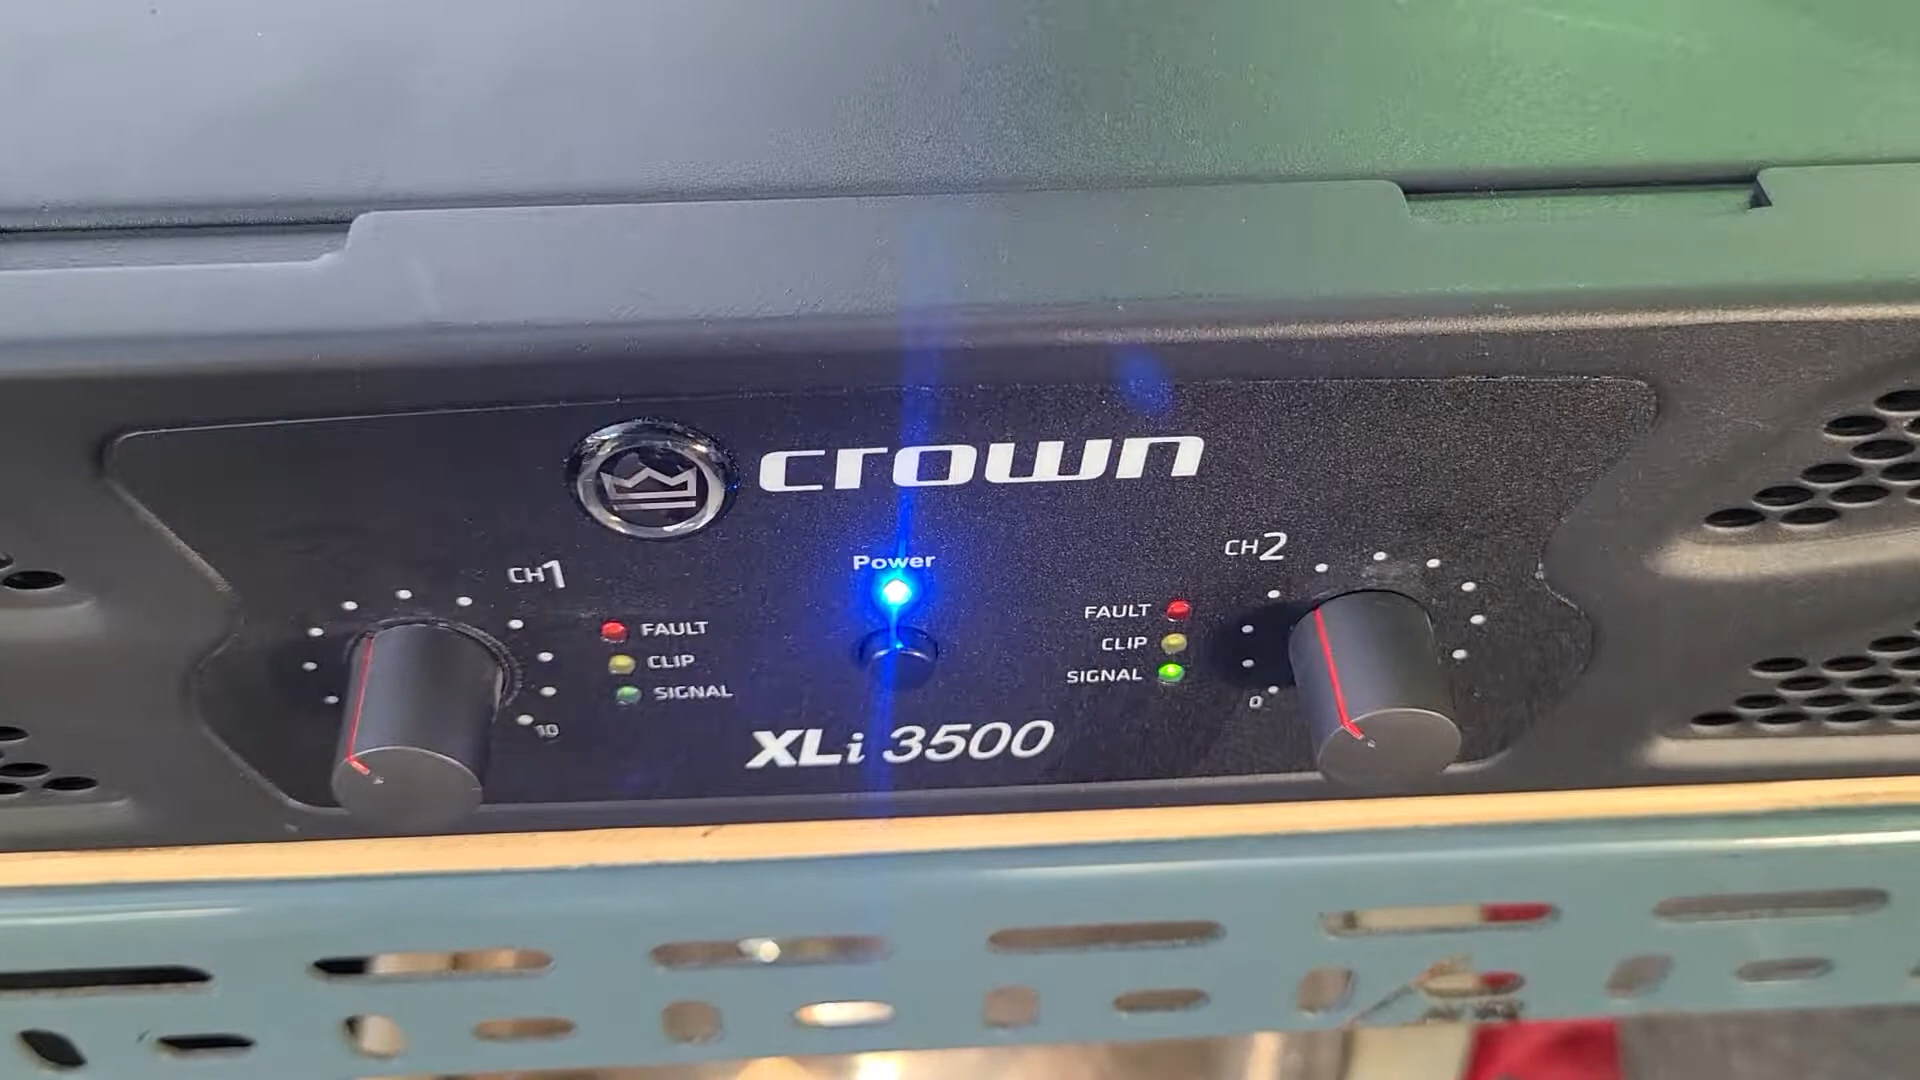 crown
Power
CH1
FAULT
CLIP
SIGNAL
10
CH2
FAULT
CLIP
SIGNAL
0
XLi 3500